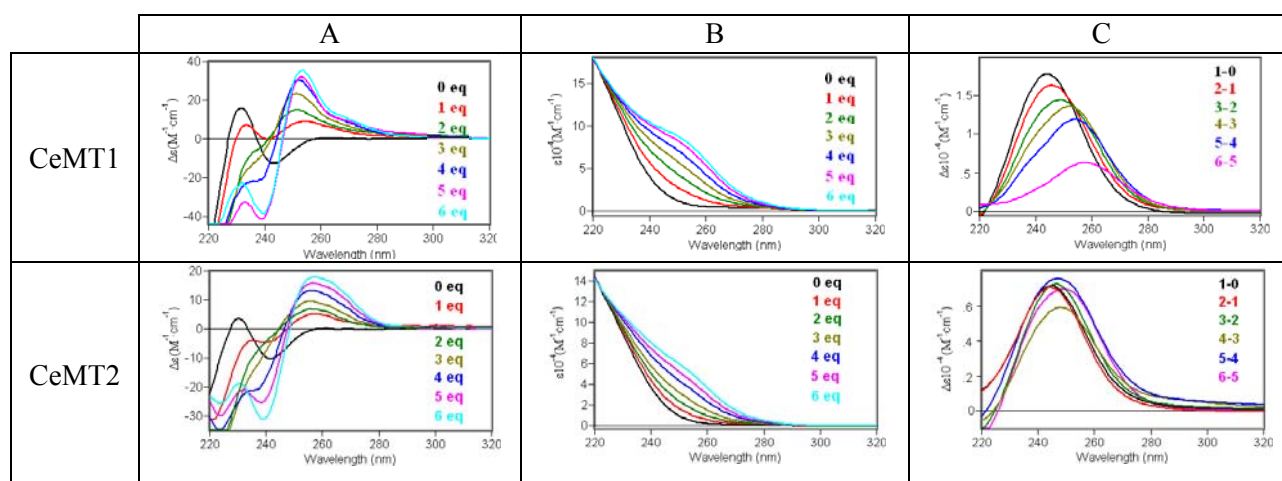 A B C
CeMT1
Δε(M⁻¹cm⁻¹)
40
20
0
-20
-40
220 240 260 280 300 320
Wavelength (nm)
0 eq
1 eq
2 eq
3 eq
4 eq
5 eq
6 eq
ε10⁻⁴(M⁻¹cm⁻¹)
15
10
5
0
220 240 260 280 300 320
Wavelength (nm)
0 eq
1 eq
2 eq
3 eq
4 eq
5 eq
6 eq
Δε10⁻⁴(M⁻¹cm⁻¹)
1.5
1
.5
0
220 240 260 280 300 320
Wavelength (nm)
1-0
2-1
3-2
4-3
5-4
6-5
CeMT2
Δε(M⁻¹cm⁻¹)
20
10
0
-10
-20
-30
220 240 260 280 300 320
Wavelength (nm)
0 eq
1 eq
2 eq
3 eq
4 eq
5 eq
6 eq
ε10⁻⁴(M⁻¹cm⁻¹)
14
12
10
8
6
4
2
0
220 240 260 280 300 320
Wavelength (nm)
0 eq
1 eq
2 eq
3 eq
4 eq
5 eq
6 eq
Δε10⁻⁴(M⁻¹cm⁻¹)
.6
.4
.2
0
220 240 260 280 300 320
Wavelength (nm)
1-0
2-1
3-2
4-3
5-4
6-5